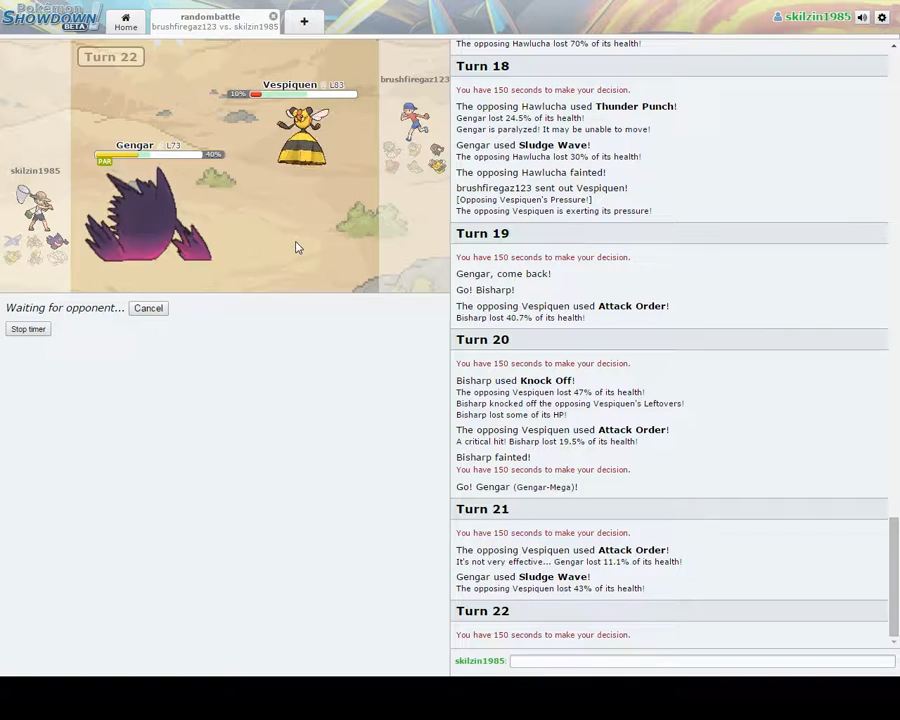 Pokémon
SHOWDOWN
BETA
Home
randombattle
brushfiregaz123 vs. skilzin1985
+
skilzin1985
Turn 22
Vespiquen L83
10%
brushfiregaz123
Gengar L73
40%
PAR
skilzin1985
Waiting for opponent... Cancel
Stop timer
The opposing Hawlucha lost 70% of its health!
Turn 18
You have 150 seconds to make your decision.
The opposing Hawlucha used Thunder Punch!
Gengar lost 24.5% of its health!
Gengar is paralyzed! It may be unable to move!
Gengar used Sludge Wave!
The opposing Hawlucha lost 30% of its health!
The opposing Hawlucha fainted!
brushfiregaz123 sent out Vespiquen!
[Opposing Vespiquen's Pressure!]
The opposing Vespiquen is exerting its pressure!
Turn 19
You have 150 seconds to make your decision.
Gengar, come back!
Go! Bisharp!
The opposing Vespiquen used Attack Order!
Bisharp lost 40.7% of its health!
Turn 20
You have 150 seconds to make your decision.
Bisharp used Knock Off!
The opposing Vespiquen lost 47% of its health!
Bisharp knocked off the opposing Vespiquen's Leftovers!
Bisharp lost some of its HP!
The opposing Vespiquen used Attack Order!
A critical hit! Bisharp lost 19.5% of its health!
Bisharp fainted!
You have 150 seconds to make your decision.
Go! Gengar (Gengar-Mega)!
Turn 21
You have 150 seconds to make your decision.
The opposing Vespiquen used Attack Order!
It's not very effective... Gengar lost 11.1% of its health!
Gengar used Sludge Wave!
The opposing Vespiquen lost 43% of its health!
Turn 22
You have 150 seconds to make your decision.
skilzin1985: